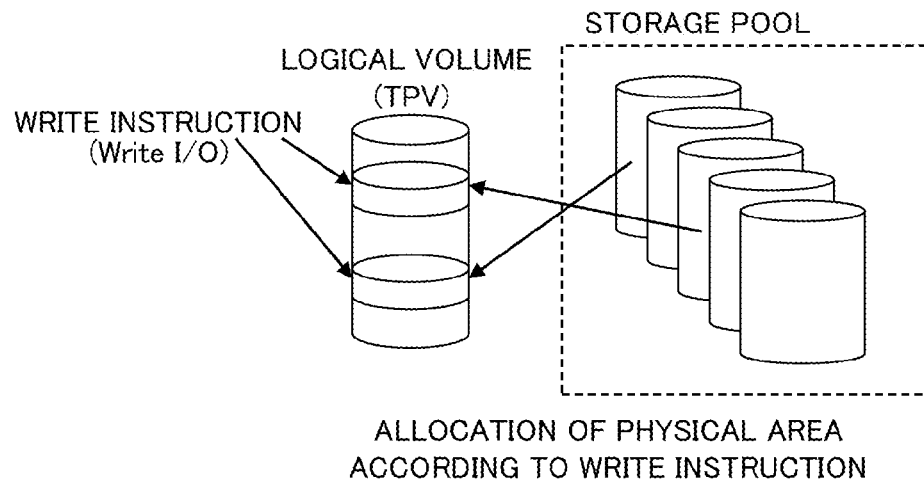 STORAGE POOL
LOGICAL VOLUME
(TPV)
WRITE INSTRUCTION
(Write I/O)
ALLOCATION OF PHYSICAL AREA
ACCORDING TO WRITE INSTRUCTION